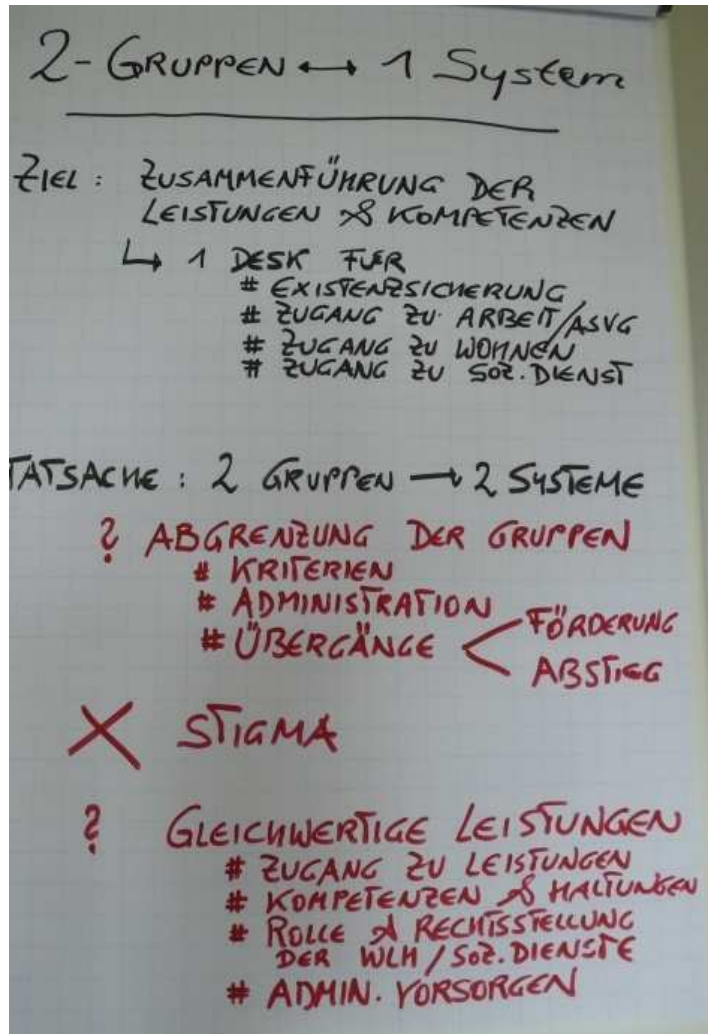 2-GRUPPEN ↔ 1 System
ZIEL: ZUSAMMENFÜHRUNG DER
LEISTUNGEN & KOMPETENZEN
↳ 1 DESK FUER
# EXISTENZSICHERUNG
# ZUGANG ZU ARBEIT/ASVG
# ZUGANG ZU WOHNEN
# ZUGANG ZU SOZ. DIENST
TATSACHE: 2 GRUPPEN → 2 SYSTEME
? ABGRENZUNG DER GRUPPEN
# KRITERIEN
# ADMINISTRATION
# ÜBERGÄNGE < FÖRDERUNG
ABSTIEG
X STIGMA
? GLEICHWERTIGE LEISTUNGEN
# ZUGANG ZU LEISTUNGEN
# KOMPETENZEN & HALTUNGEN
# ROLLE & RECHTSSTELLUNG
DER WLH / SOZ. DIENSTE
# ADMIN. VORSORGEN